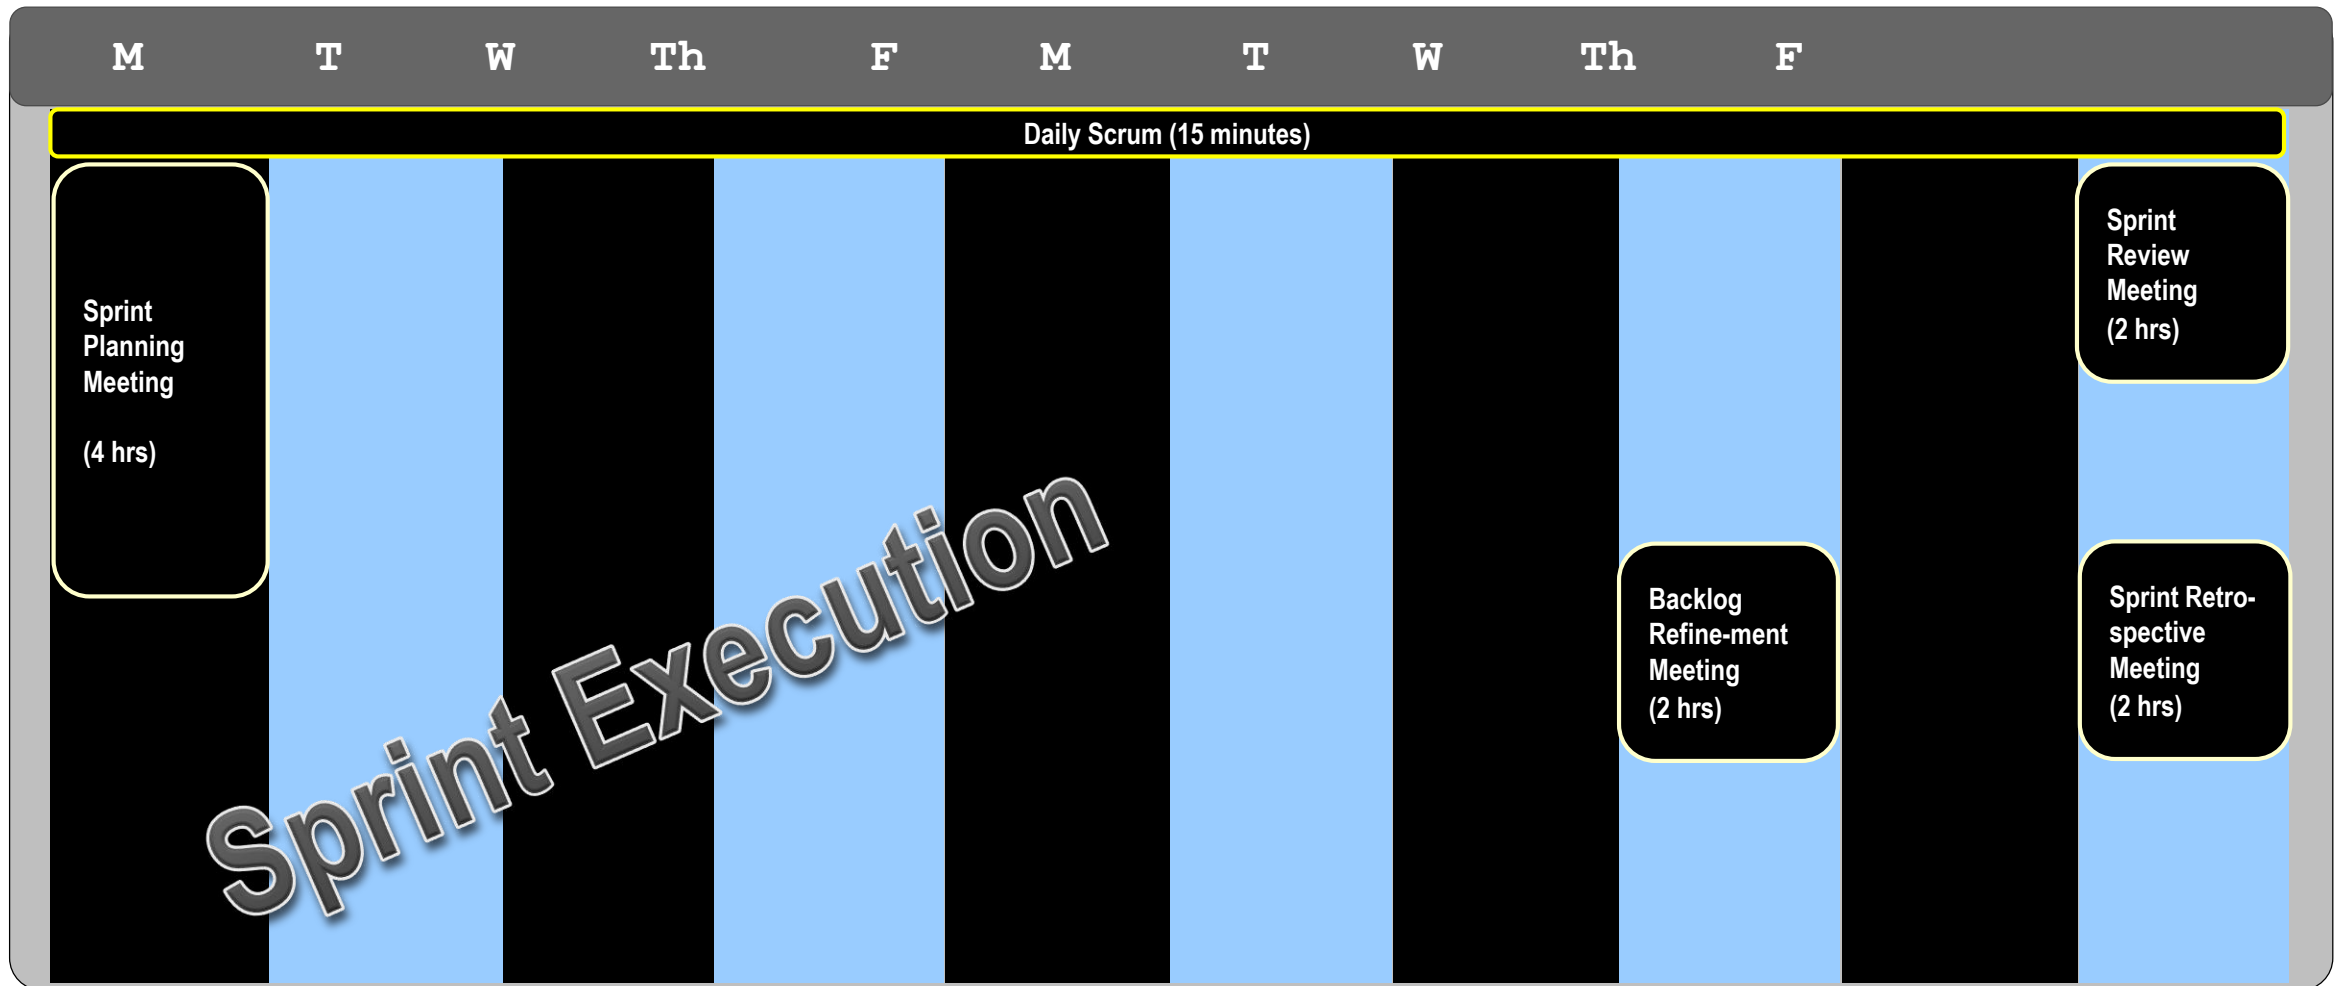 M T W Th F M T W Th F
Daily Scrum (15 minutes)
Sprint
Planning
Meeting
(4 hrs)
Sprint
Review
Meeting
(2 hrs)
Sprint Execution
Backlog
Refine-ment
Meeting
(2 hrs)
Sprint Retro-
spective
Meeting
(2 hrs)